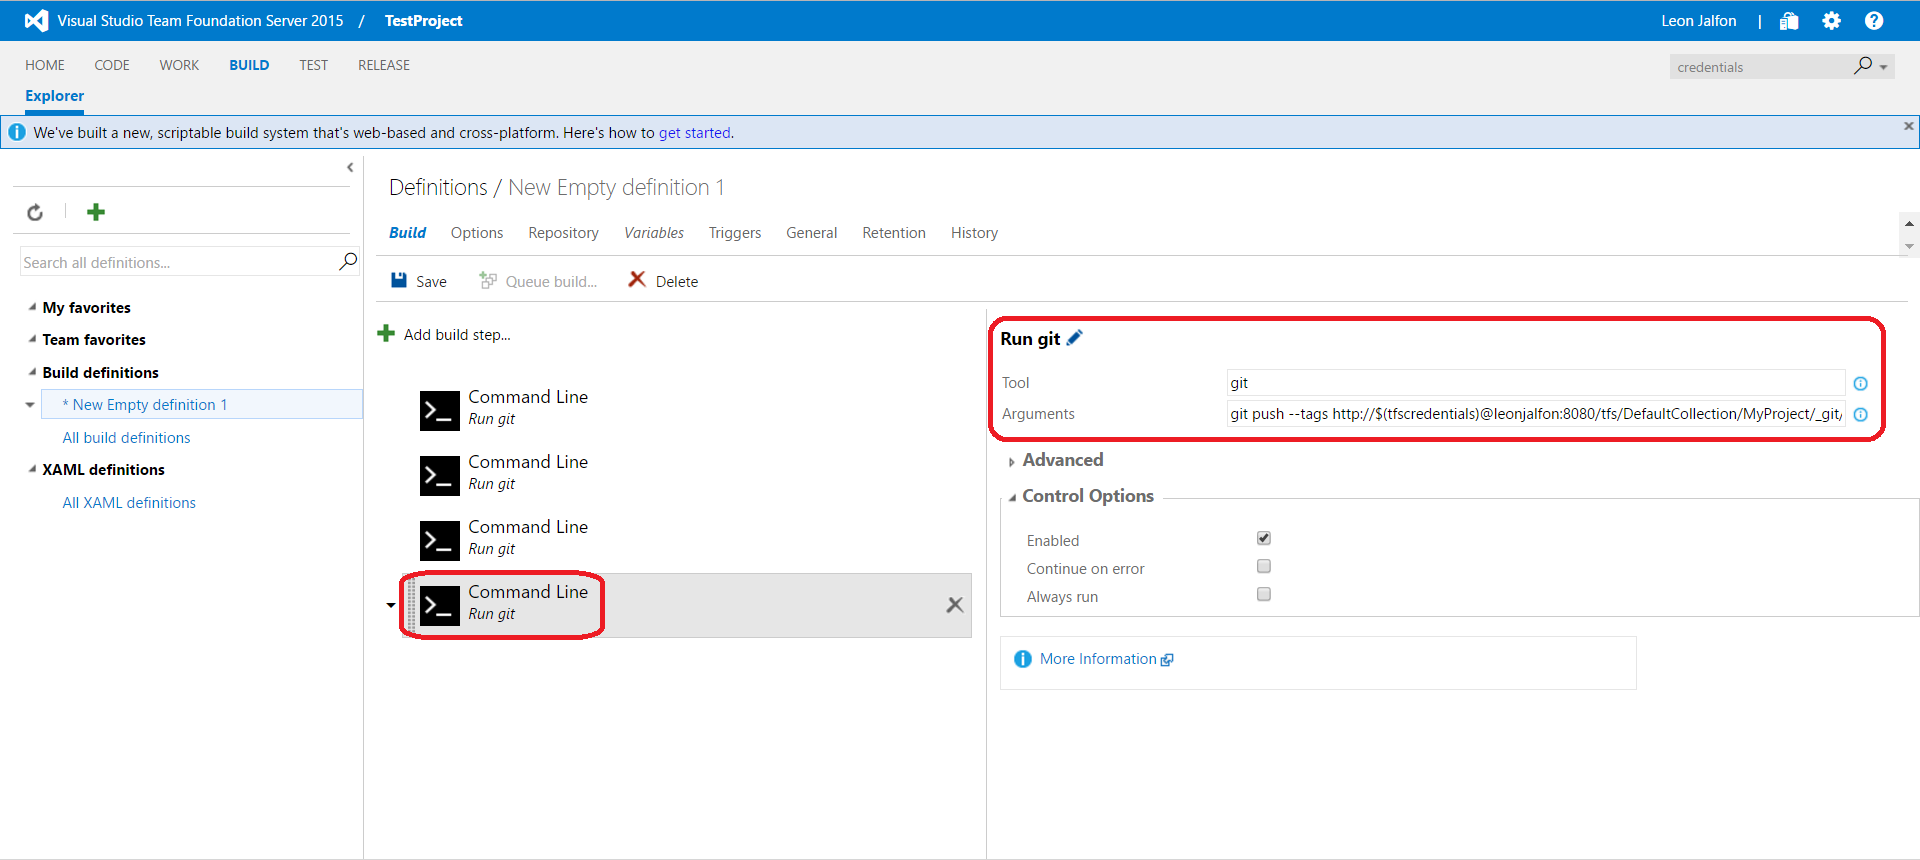 Visual Studio Team Foundation Server 2015 / TestProject
Leon Jalfon |
HOME CODE WORK BUILD TEST RELEASE
credentials
Explorer
We've built a new, scriptable build system that's web-based and cross-platform. Here's how to get started.
Search all definitions...
My favorites
Team favorites
Build definitions
* New Empty definition 1
All build definitions
XAML definitions
All XAML definitions
Definitions / New Empty definition 1
Build Options Repository Variables Triggers General Retention History
Save Queue build... Delete
Add build step...
Command Line
Run git
Command Line
Run git
Command Line
Run git
Command Line
Run git
Run git
Tool git
Arguments git push --tags http://$(tfscredentials)@leonjalfon:8080/tfs/DefaultCollection/MyProject/_git/
Advanced
Control Options
Enabled
Continue on error
Always run
More Information